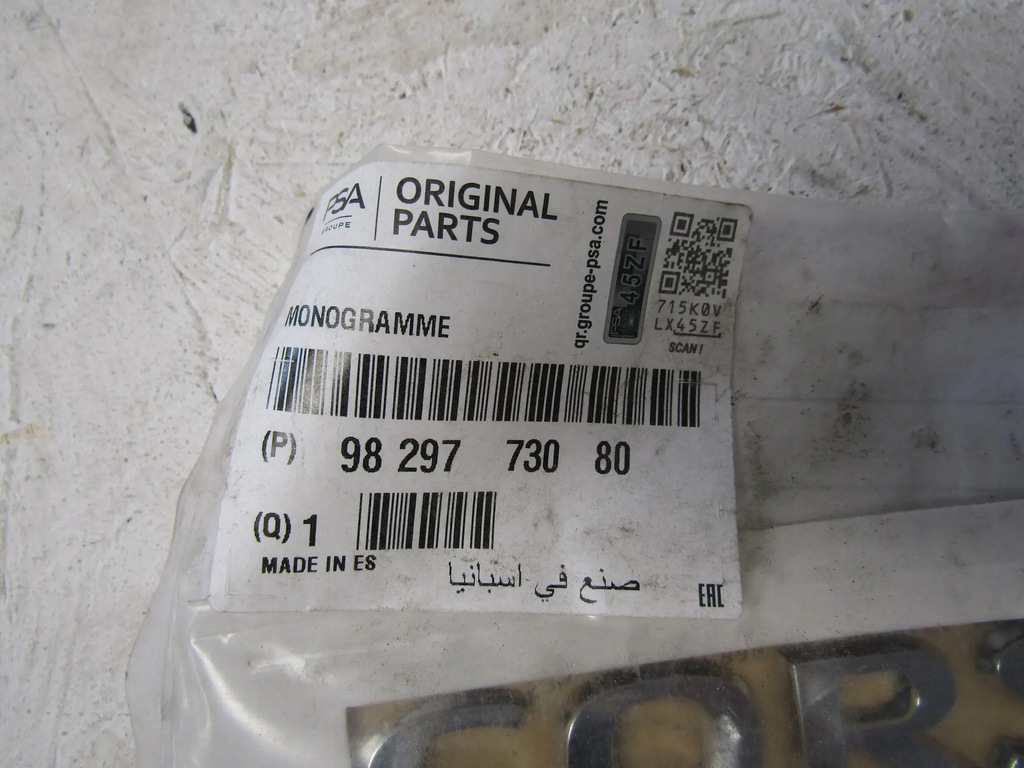 PSA
GROUPE
ORIGINAL
PARTS
qr.groupe-psa.com
PSA 45ZF
715K0V
LX45ZF
SCAN!
MONOGRAMME
(P) 98 297 730 80
(Q) 1
MADE IN ES
صنع في اسبانيا
EAC
CORS